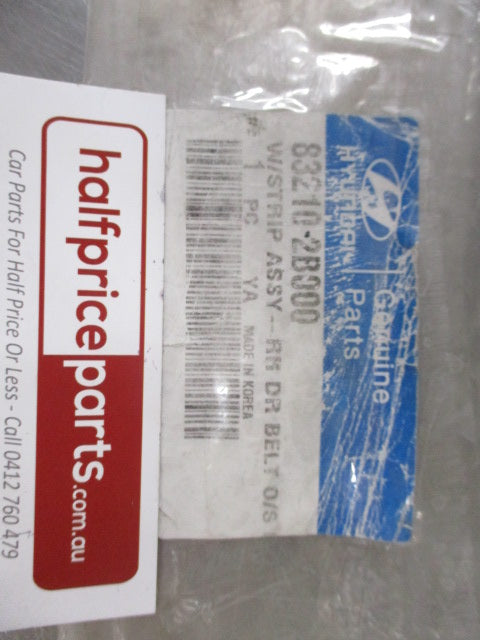 halfpriceparts.com.au
Car Parts For Half Price Or Less - Call 0412 760 479
HYUNDAI
Genuine
Parts
83210-2B000
W/STRIP ASSY-RR DR BELT O/S
1 PC YA MADE IN KOREA